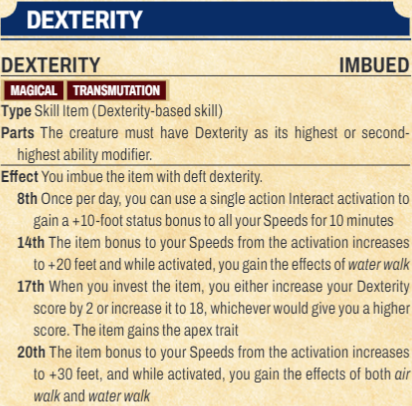 DEXTERITY
DEXTERITY IMBUED
MAGICAL TRANSMUTATION
Type Skill Item (Dexterity-based skill)
Parts The creature must have Dexterity as its highest or second-
highest ability modifier.
Effect You imbue the item with deft dexterity.
8th Once per day, you can use a single action Interact activation to
gain a +10-foot status bonus to all your Speeds for 10 minutes
14th The item bonus to your Speeds from the activation increases
to +20 feet and while activated, you gain the effects of water walk
17th When you invest the item, you either increase your Dexterity
score by 2 or increase it to 18, whichever would give you a higher
score. The item gains the apex trait
20th The item bonus to your Speeds from the activation increases
to +30 feet, and while activated, you gain the effects of both air
walk and water walk